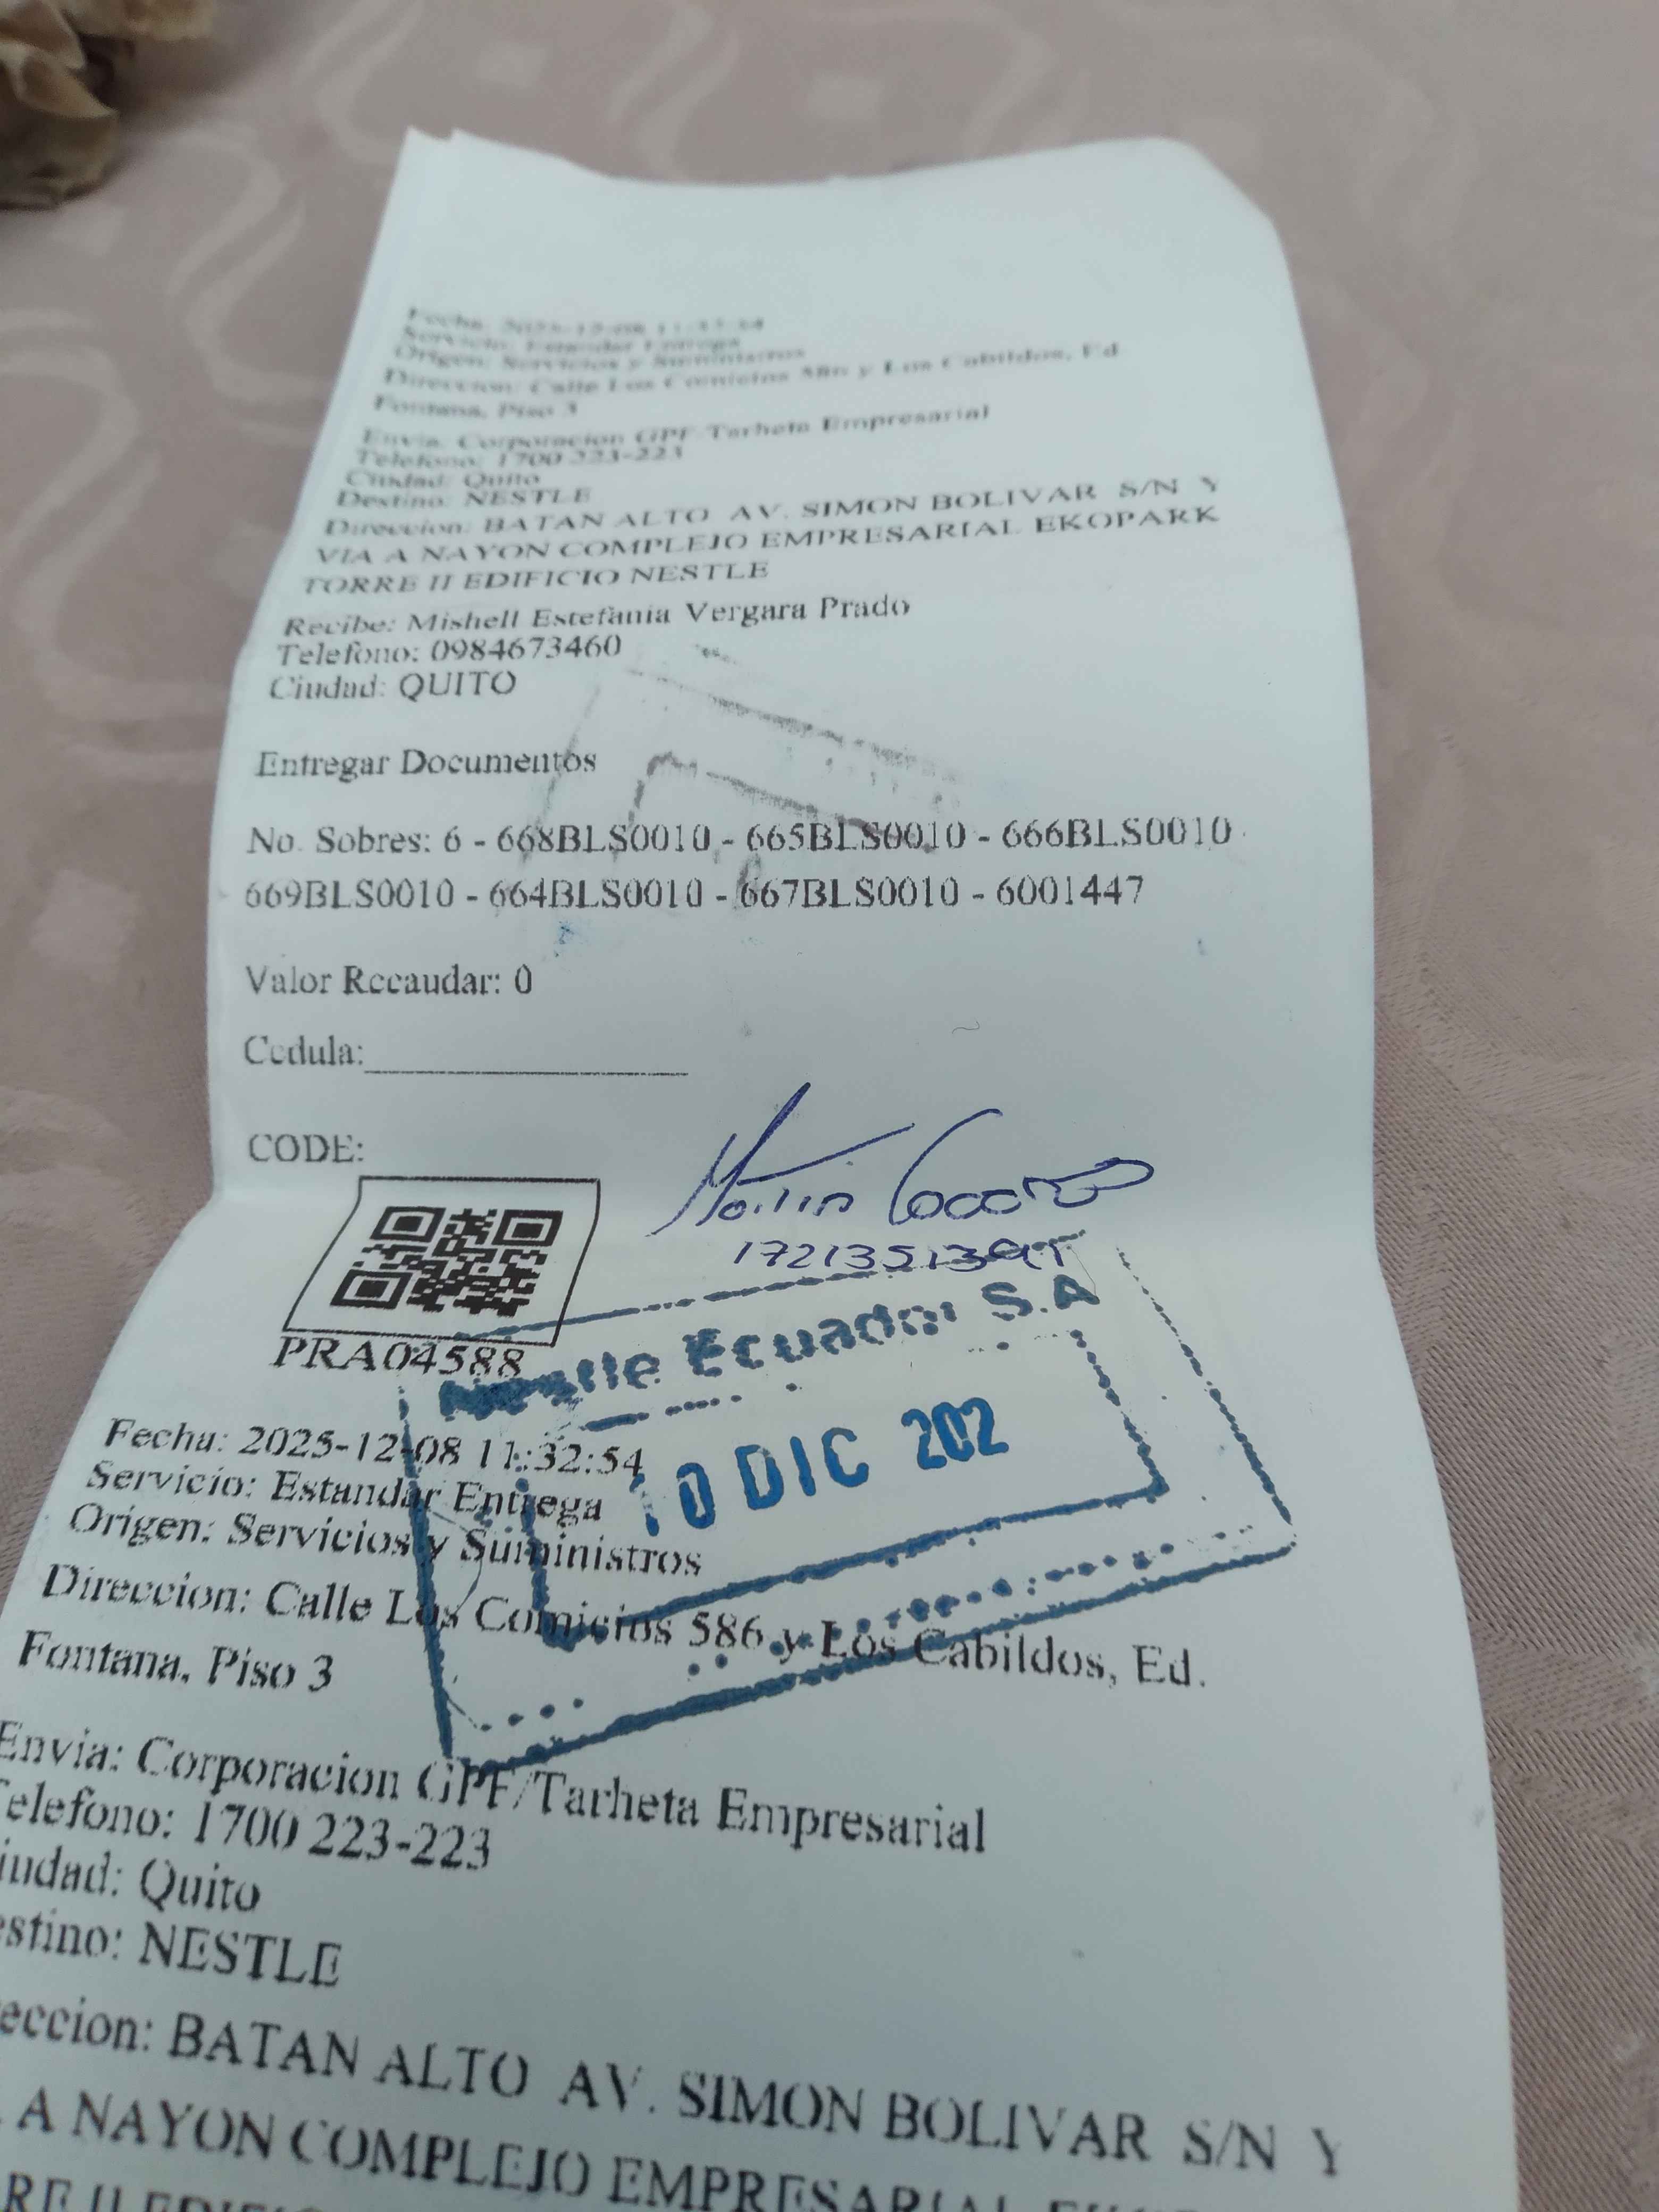 Fecha: 2025-12-08 11:32:54
Servicio: Estandar Entrega
Origen: Servicios y Suministros
Direccion: Calle Los Comicios 586 y Los Cabildos, Ed.
Fontana, Piso 3
Envia: Corporacion GPF/Tarheta Empresarial
Telefono: 1700 223-223
Ciudad: Quito
Destino: NESTLE
Direccion: BATAN ALTO AV. SIMON BOLIVAR S/N Y
VIA A NAYON COMPLEJO EMPRESARIAL EKOPARK
TORRE II EDIFICIO NESTLE
Recibe: Mishell Estefania Vergara Prado
Telefono: 0984673460
Ciudad: QUITO
Entregar Documentos
No. Sobres: 6 - 668BLS0010 - 665BLS0010 - 666BLS0010
669BLS0010 - 664BLS0010 - 667BLS0010 - 6001447
Valor Recaudar: 0
Cedula:
CODE:
PRA04588
Nestle Ecuador S.A
10 DIC 202
Fecha: 2025-12-08 11:32:54
Servicio: Estandar Entrega
Origen: Servicios y Suministros
Direccion: Calle Los Comicios 586 y Los Cabildos, Ed.
Fontana, Piso 3
Envia: Corporacion GPF/Tarheta Empresarial
elefono: 1700 223-223
iudad: Quito
estino: NESTLE
eccion: BATAN ALTO AV. SIMON BOLIVAR S/N Y
A NAYON COMPLEJO EMPRESARIAL